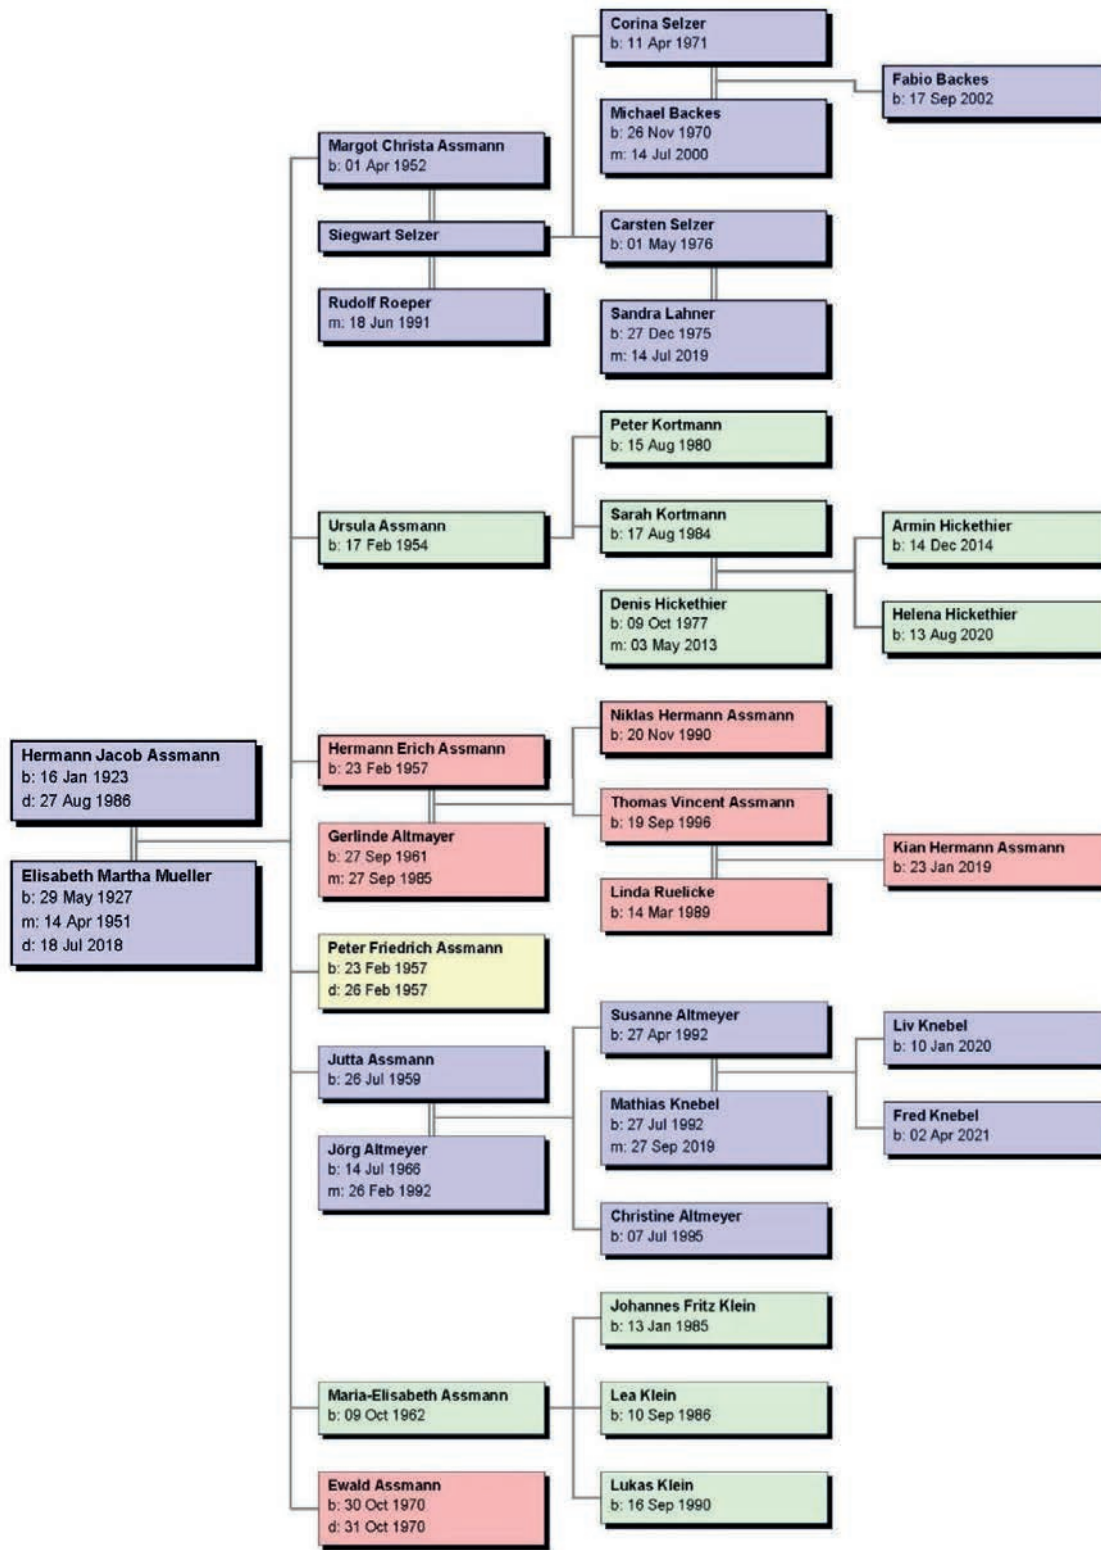 Hermann Jacob Assmann
b: 16 Jan 1923
d: 27 Aug 1986
Elisabeth Martha Mueller
b: 29 May 1927
m: 14 Apr 1951
d: 18 Jul 2018
Margot Christa Assmann
b: 01 Apr 1952
Siegwart Selzer
Rudolf Roeper
m: 18 Jun 1991
Corina Selzer
b: 11 Apr 1971
Michael Backes
b: 26 Nov 1970
m: 14 Jul 2000
Fabio Backes
b: 17 Sep 2002
Carsten Selzer
b: 01 May 1976
Sandra Lahner
b: 27 Dec 1975
m: 14 Jul 2019
Ursula Assmann
b: 17 Feb 1954
Peter Kortmann
b: 15 Aug 1980
Sarah Kortmann
b: 17 Aug 1984
Denis Hickethier
b: 09 Oct 1977
m: 03 May 2013
Armin Hickethier
b: 14 Dec 2014
Helena Hickethier
b: 13 Aug 2020
Hermann Erich Assmann
b: 23 Feb 1957
Gerlinde Altmayer
b: 27 Sep 1961
m: 27 Sep 1985
Niklas Hermann Assmann
b: 20 Nov 1990
Thomas Vincent Assmann
b: 19 Sep 1996
Linda Ruelicke
b: 14 Mar 1989
Kian Hermann Assmann
b: 23 Jan 2019
Peter Friedrich Assmann
b: 23 Feb 1957
d: 26 Feb 1957
Jutta Assmann
b: 26 Jul 1959
Jörg Altmeyer
b: 14 Jul 1966
m: 26 Feb 1992
Susanne Altmeyer
b: 27 Apr 1992
Mathias Knebel
b: 27 Jul 1992
m: 27 Sep 2019
Liv Knebel
b: 10 Jan 2020
Fred Knebel
b: 02 Apr 2021
Christine Altmeyer
b: 07 Jul 1995
Maria-Elisabeth Assmann
b: 09 Oct 1962
Johannes Fritz Klein
b: 13 Jan 1985
Lea Klein
b: 10 Sep 1986
Lukas Klein
b: 16 Sep 1990
Ewald Assmann
b: 30 Oct 1970
d: 31 Oct 1970